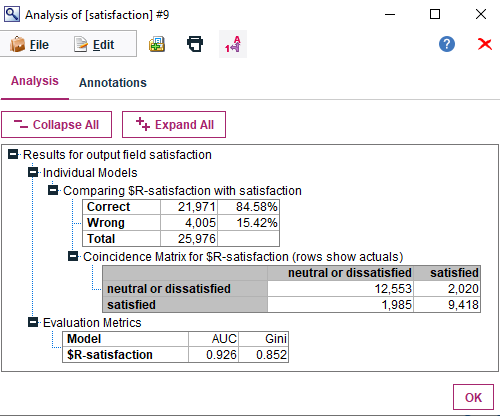 Analysis of [satisfaction] #9
File Edit
Analysis Annotations
Collapse All Expand All
Results for output field satisfaction
Individual Models
Comparing $R-satisfaction with satisfaction
Correct 21,971 84.58%
Wrong 4,005 15.42%
Total 25,976
Coincidence Matrix for $R-satisfaction (rows show actuals)
neutral or dissatisfied satisfied
neutral or dissatisfied 12,553 2,020
satisfied 1,985 9,418
Evaluation Metrics
Model AUC Gini
$R-satisfaction 0.926 0.852
OK